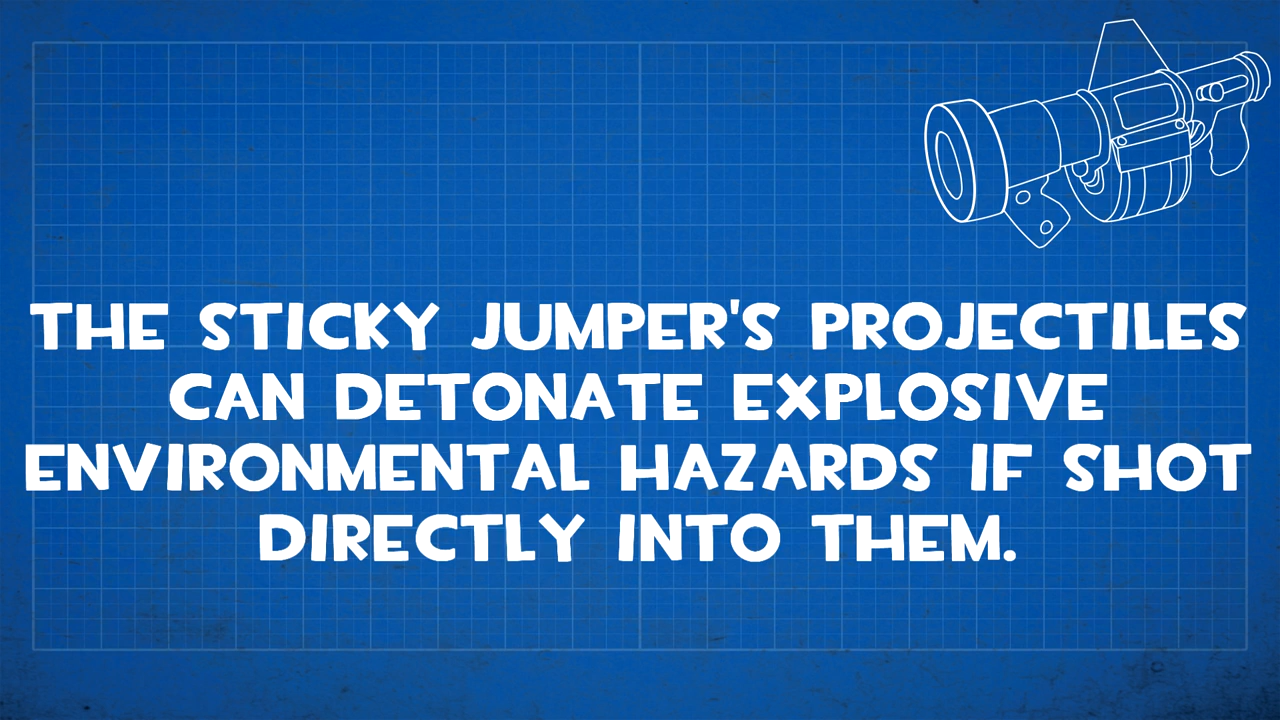 THE STICKY JUMPER'S PROJECTILES
CAN DETONATE EXPLOSIVE
ENVIRONMENTAL HAZARDS IF SHOT
DIRECTLY INTO THEM.